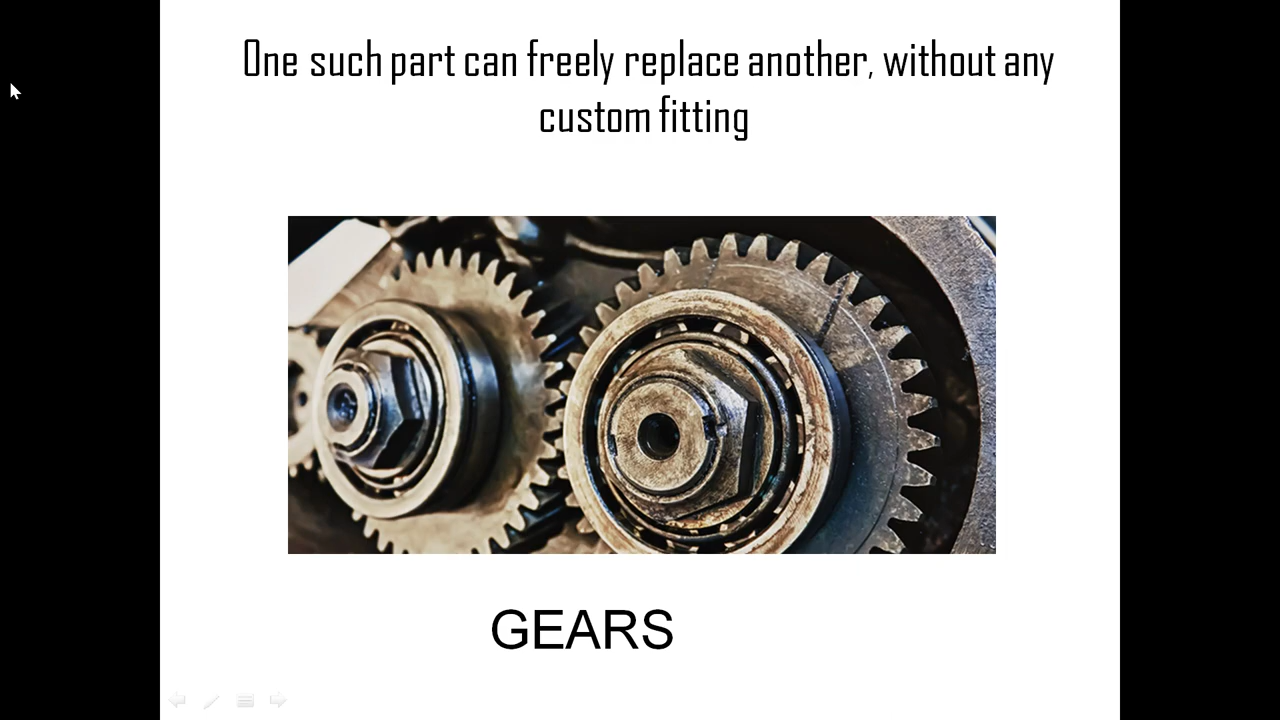 One such part can freely replace another, without any
custom fitting
GEARS